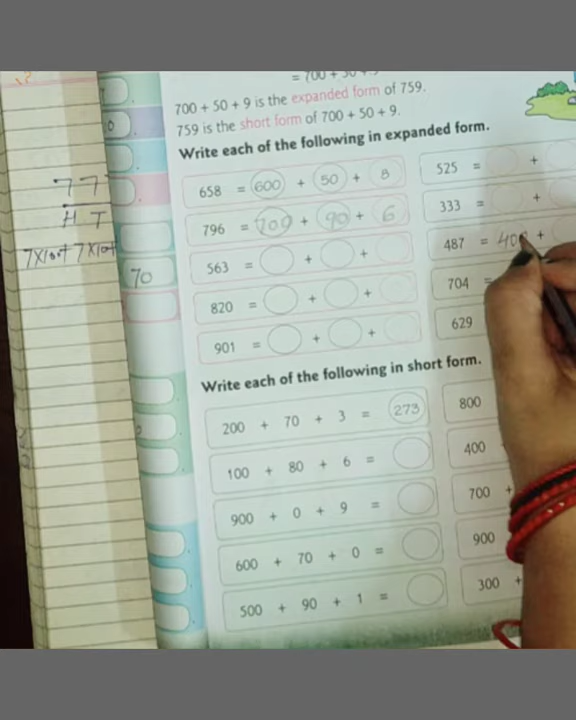 700 + 50 + 9 is the expanded form of 759.
759 is the short form of 700 + 50 + 9.
Write each of the following in expanded form.
658 = 600 + 50 + 8
525 = +
796 = 700 + 90 + 6
333 = +
563 = + +
487 = 400 +
820 = + +
704 =
901 = + +
629
Write each of the following in short form.
200 + 70 + 3 = 273
800
100 + 80 + 6 =
400
900 + 0 + 9 =
700 +
600 + 70 + 0 =
900
500 + 90 + 1 =
300 +
77
H T
70